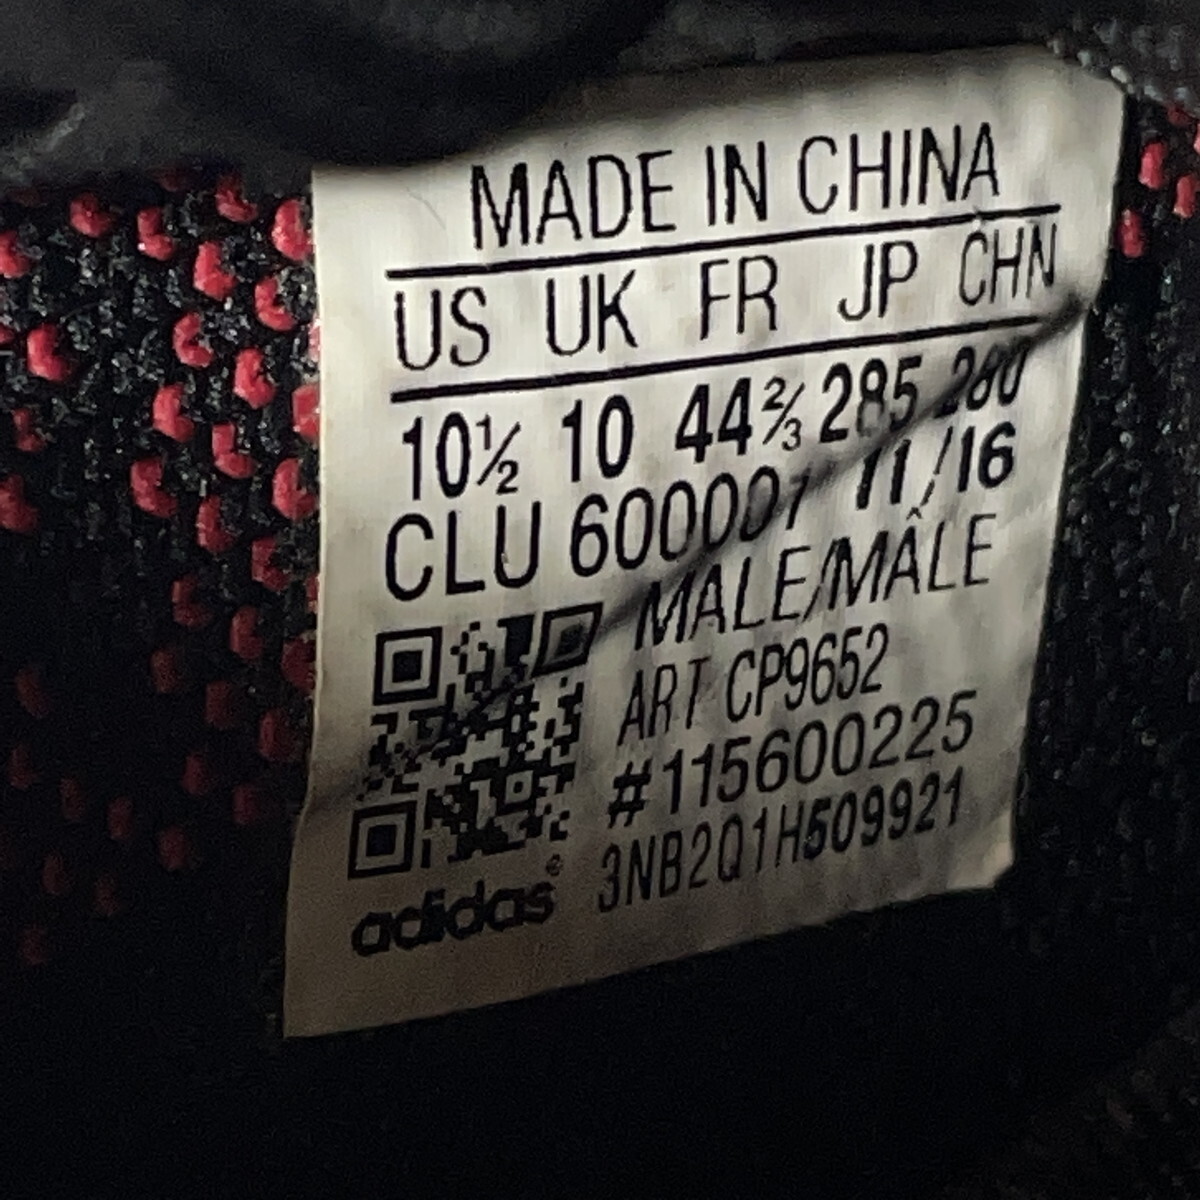 MADE IN CHINA
US UK FR JP CHN
10½ 10 44⅔ 285 280
CLU 600001 11/16
MALE/MÂLE
ART CP9652
#115600225
3NB2Q1H509921
adidas®